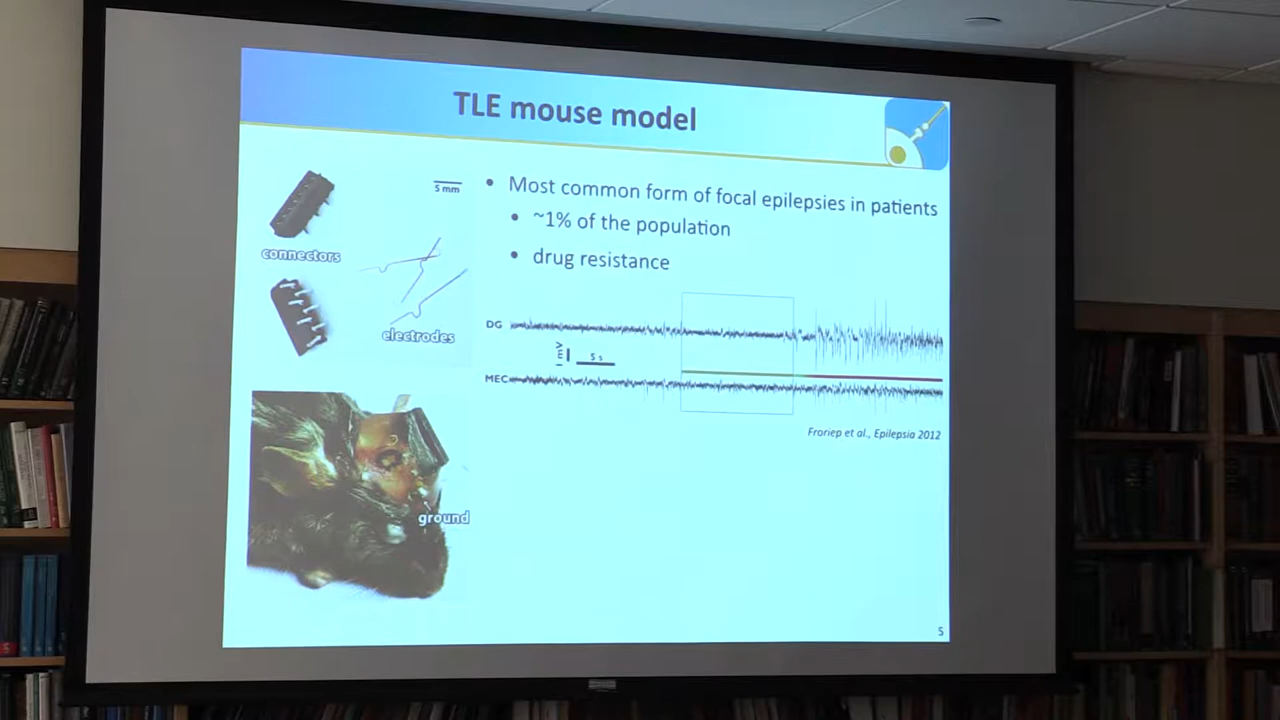 TLE mouse model
5 mm
connectors
electrodes
ground
• Most common form of focal epilepsies in patients
• ~1% of the population
• drug resistance
DG
mV
5 s
MEC
Froriep et al., Epilepsia 2012
5